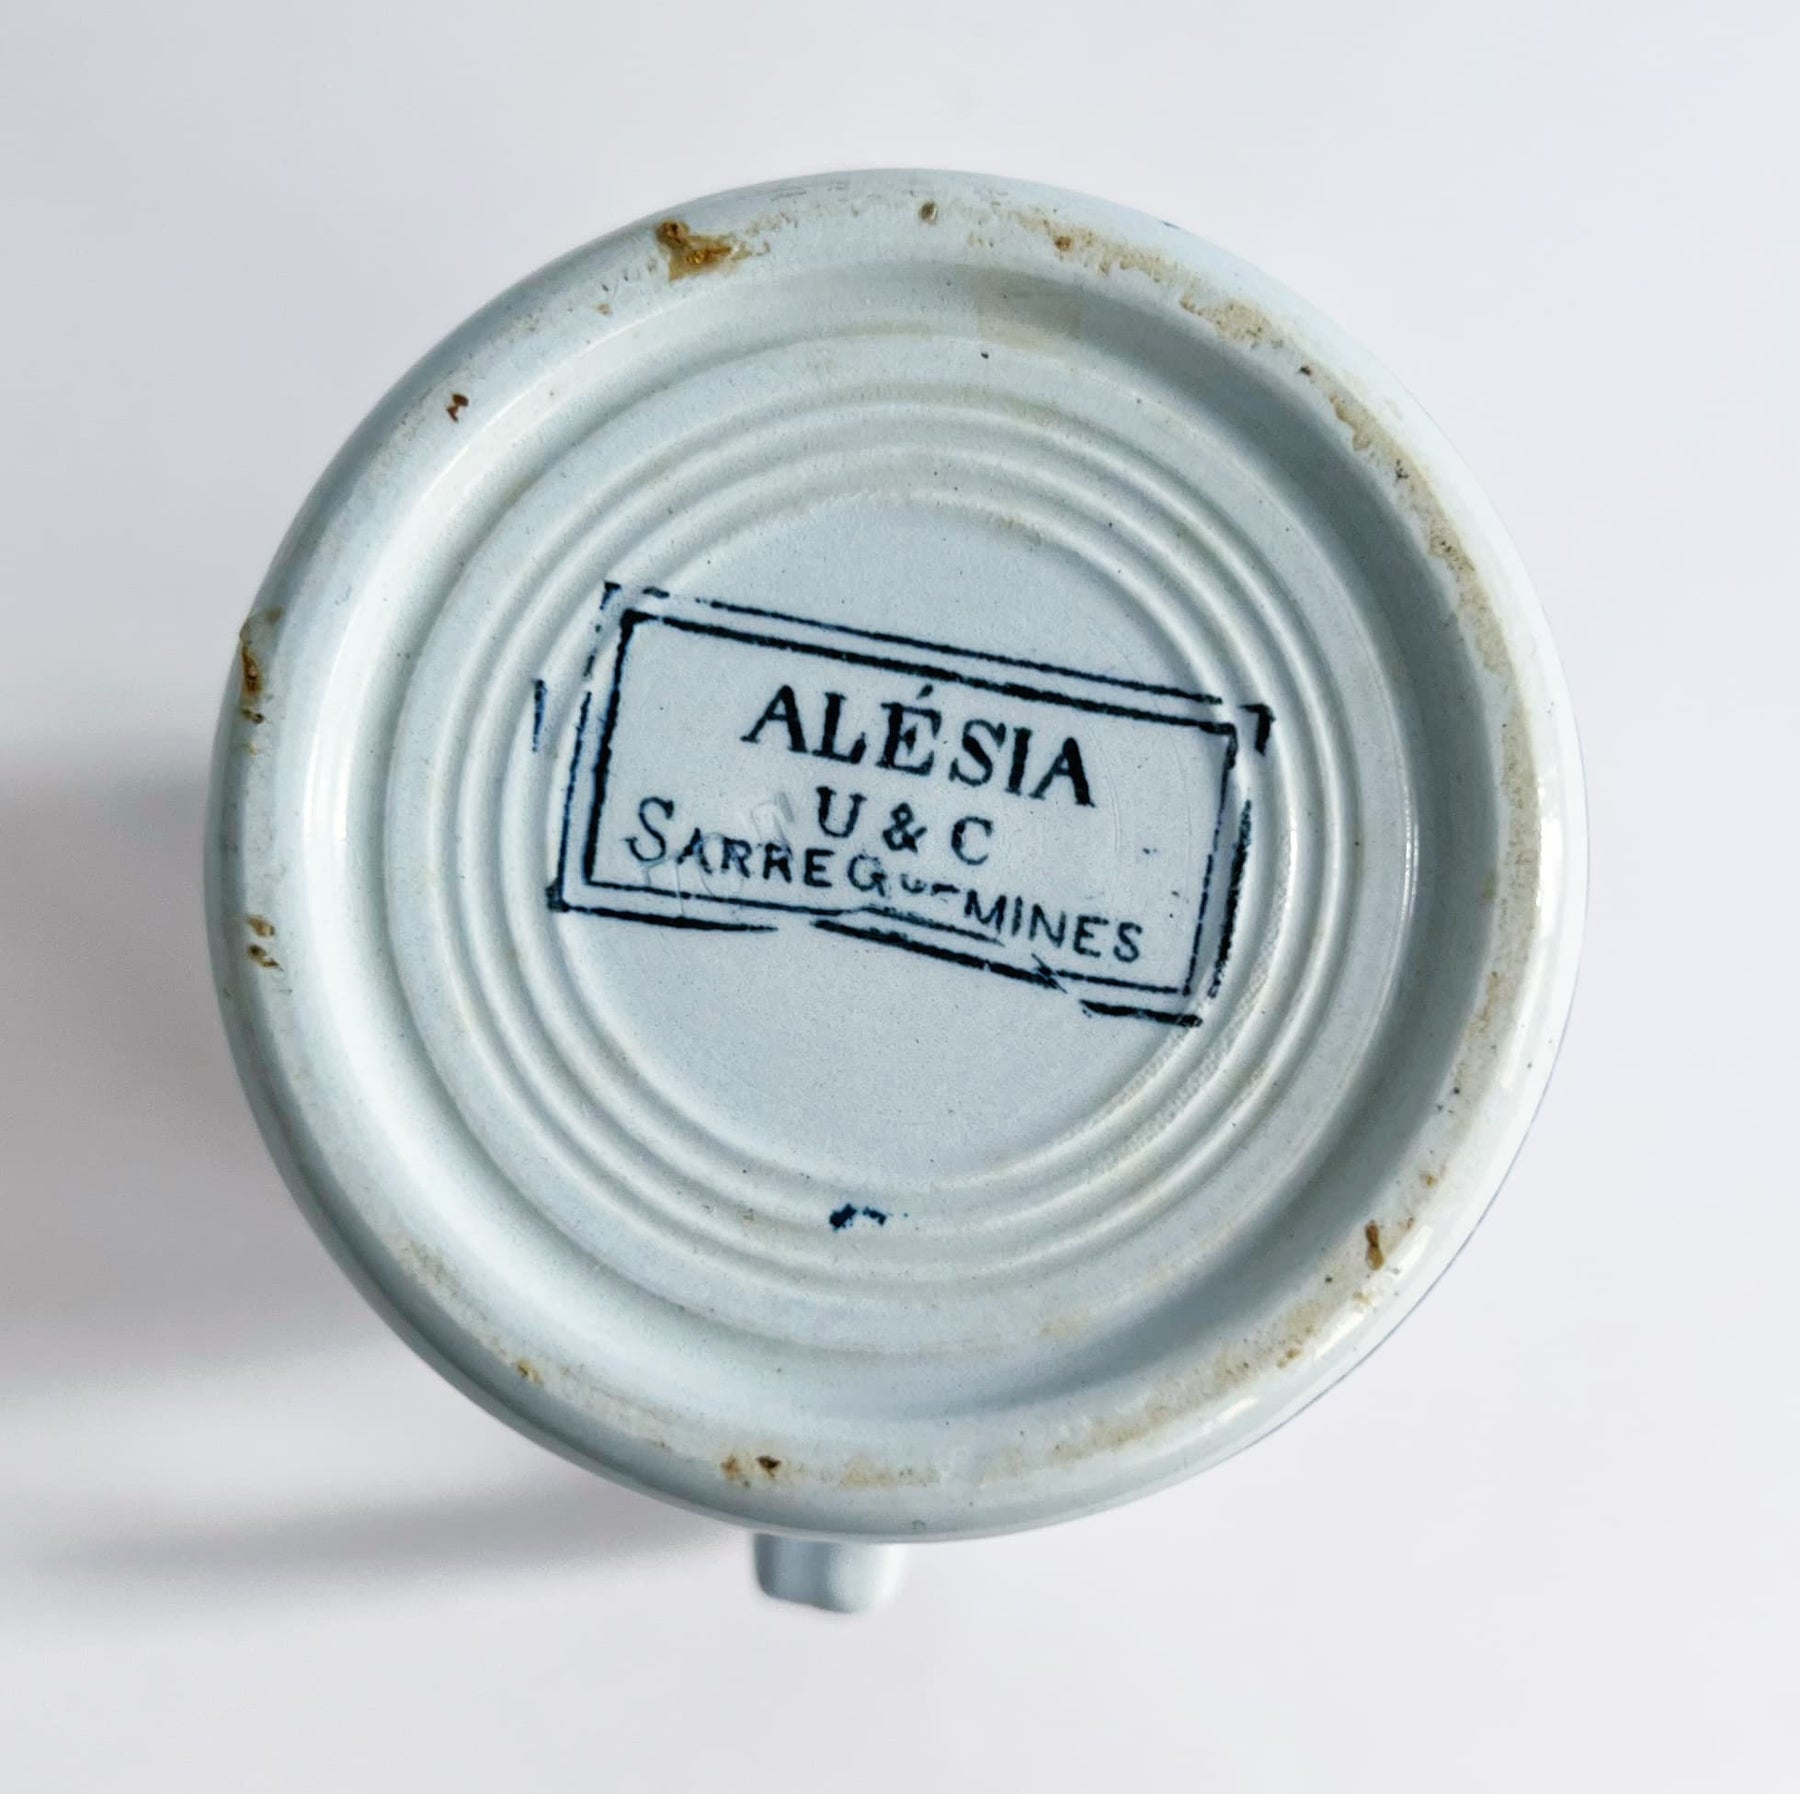 ALÉSIA
U & C
SARREGUEMINES